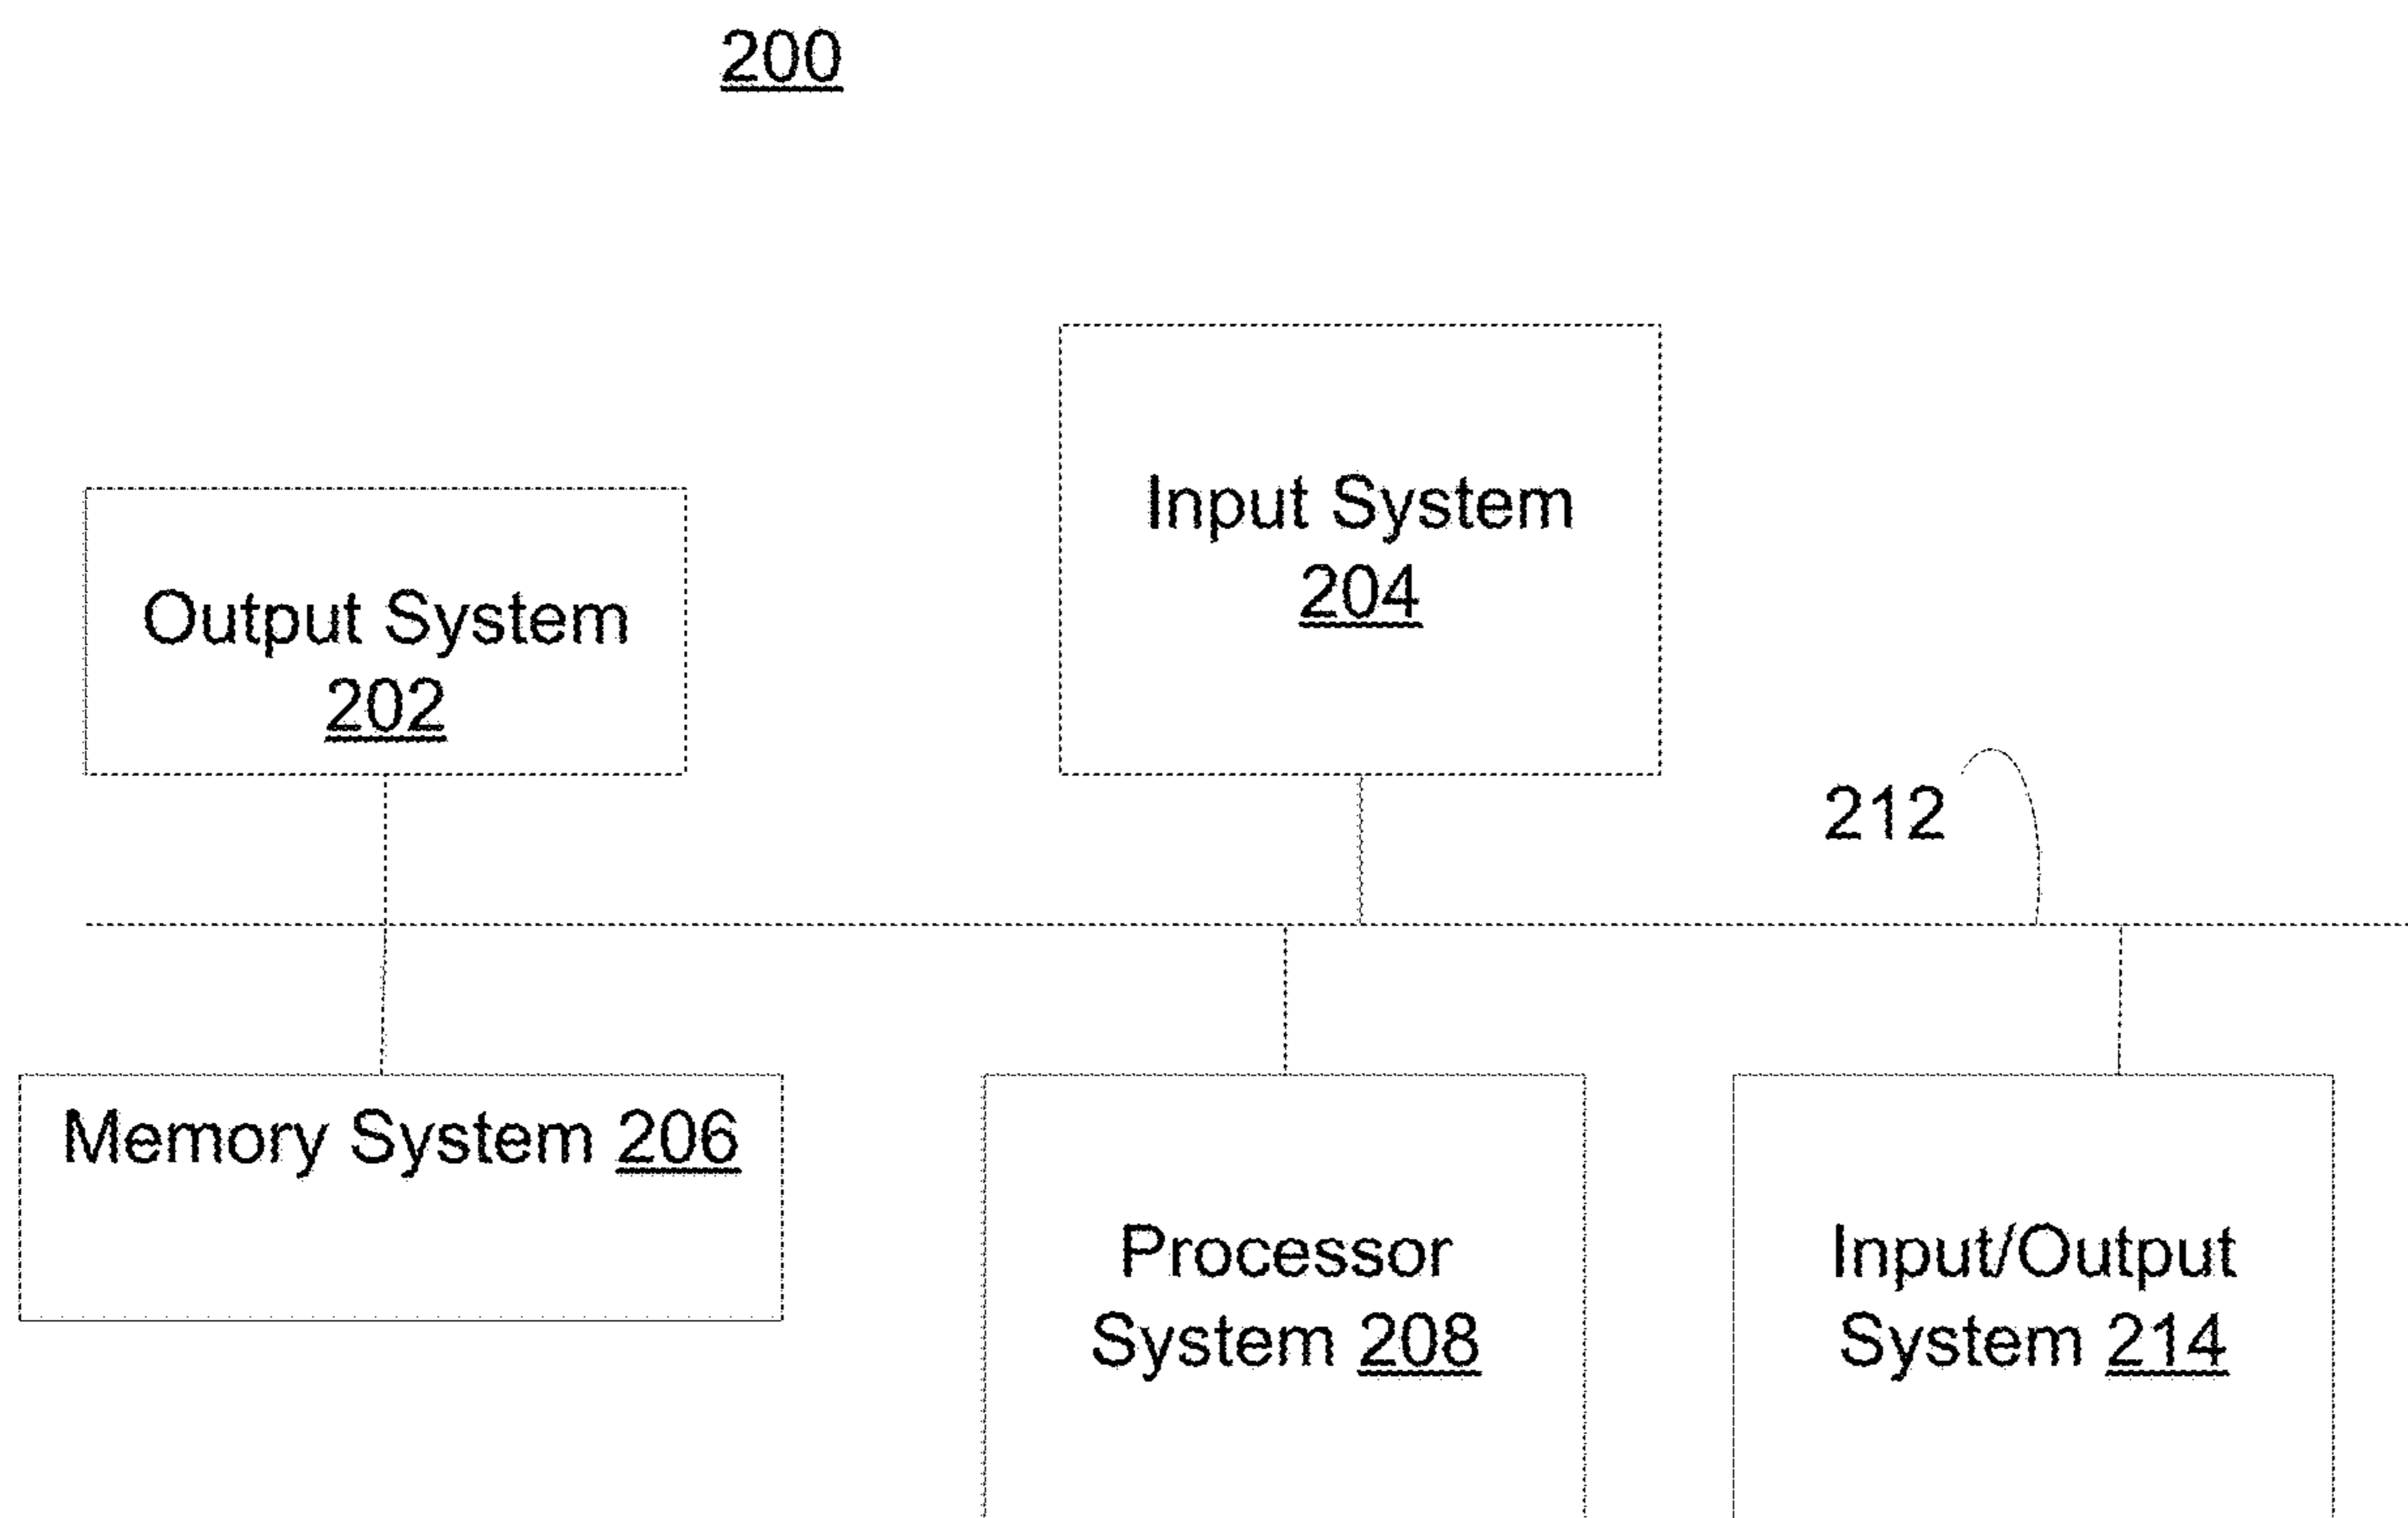 200
Input System
204
Output System
202
212
Memory System 206
Processor
System 208
Input/Output
System 214